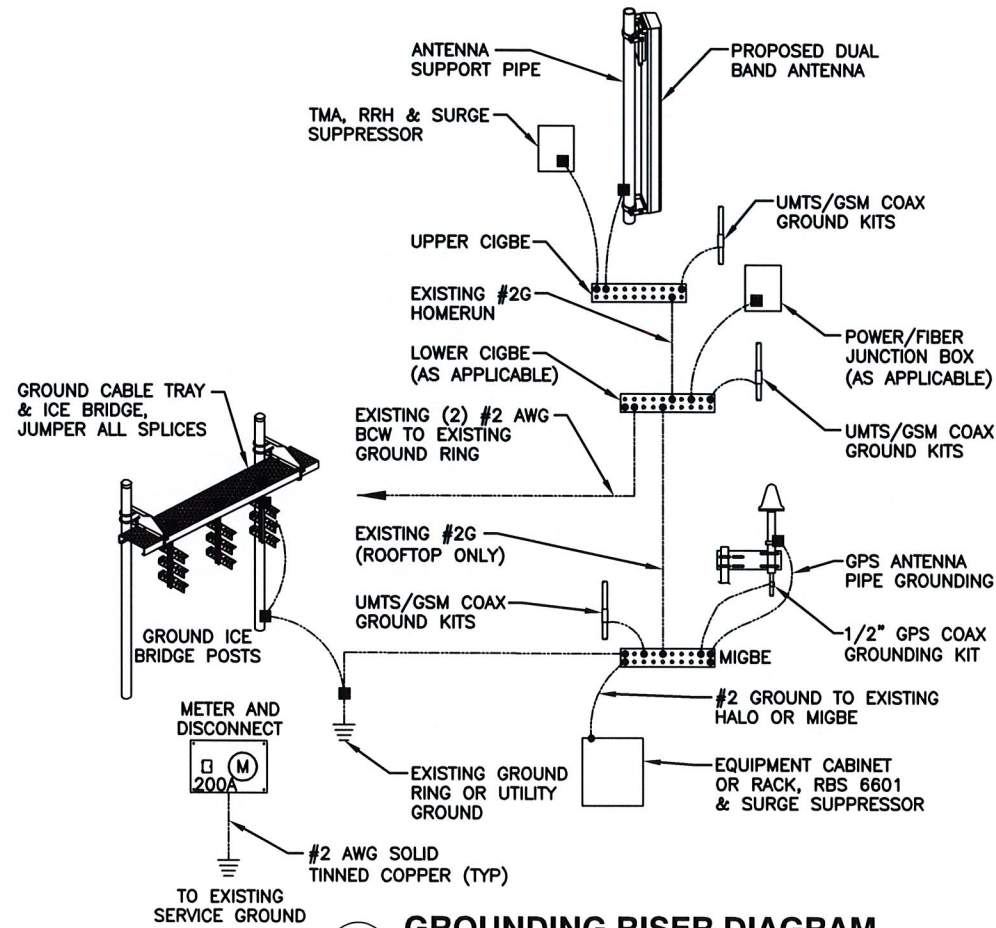 ANTENNA
SUPPORT PIPE
PROPOSED DUAL
BAND ANTENNA
TMA, RRH & SURGE
SUPPRESSOR
UMTS/GSM COAX
GROUND KITS
UPPER CIGBE
EXISTING #2G
HOMERUN
POWER/FIBER
JUNCTION BOX
(AS APPLICABLE)
LOWER CIGBE
(AS APPLICABLE)
GROUND CABLE TRAY
& ICE BRIDGE,
JUMPER ALL SPLICES
EXISTING (2) #2 AWG
BCW TO EXISTING
GROUND RING
UMTS/GSM COAX
GROUND KITS
EXISTING #2G
(ROOFTOP ONLY)
GPS ANTENNA
PIPE GROUNDING
UMTS/GSM COAX
GROUND KITS
1/2" GPS COAX
GROUNDING KIT
GROUND ICE
BRIDGE POSTS
MIGBE
#2 GROUND TO EXISTING
HALO OR MIGBE
METER AND
DISCONNECT
M
200A
EXISTING GROUND
RING OR UTILITY
GROUND
EQUIPMENT CABINET
OR RACK, RBS 6601
& SURGE SUPPRESSOR
#2 AWG SOLID
TINNED COPPER (TYP)
TO EXISTING
SERVICE GROUND
GROUNDING RISER DIAGRAM